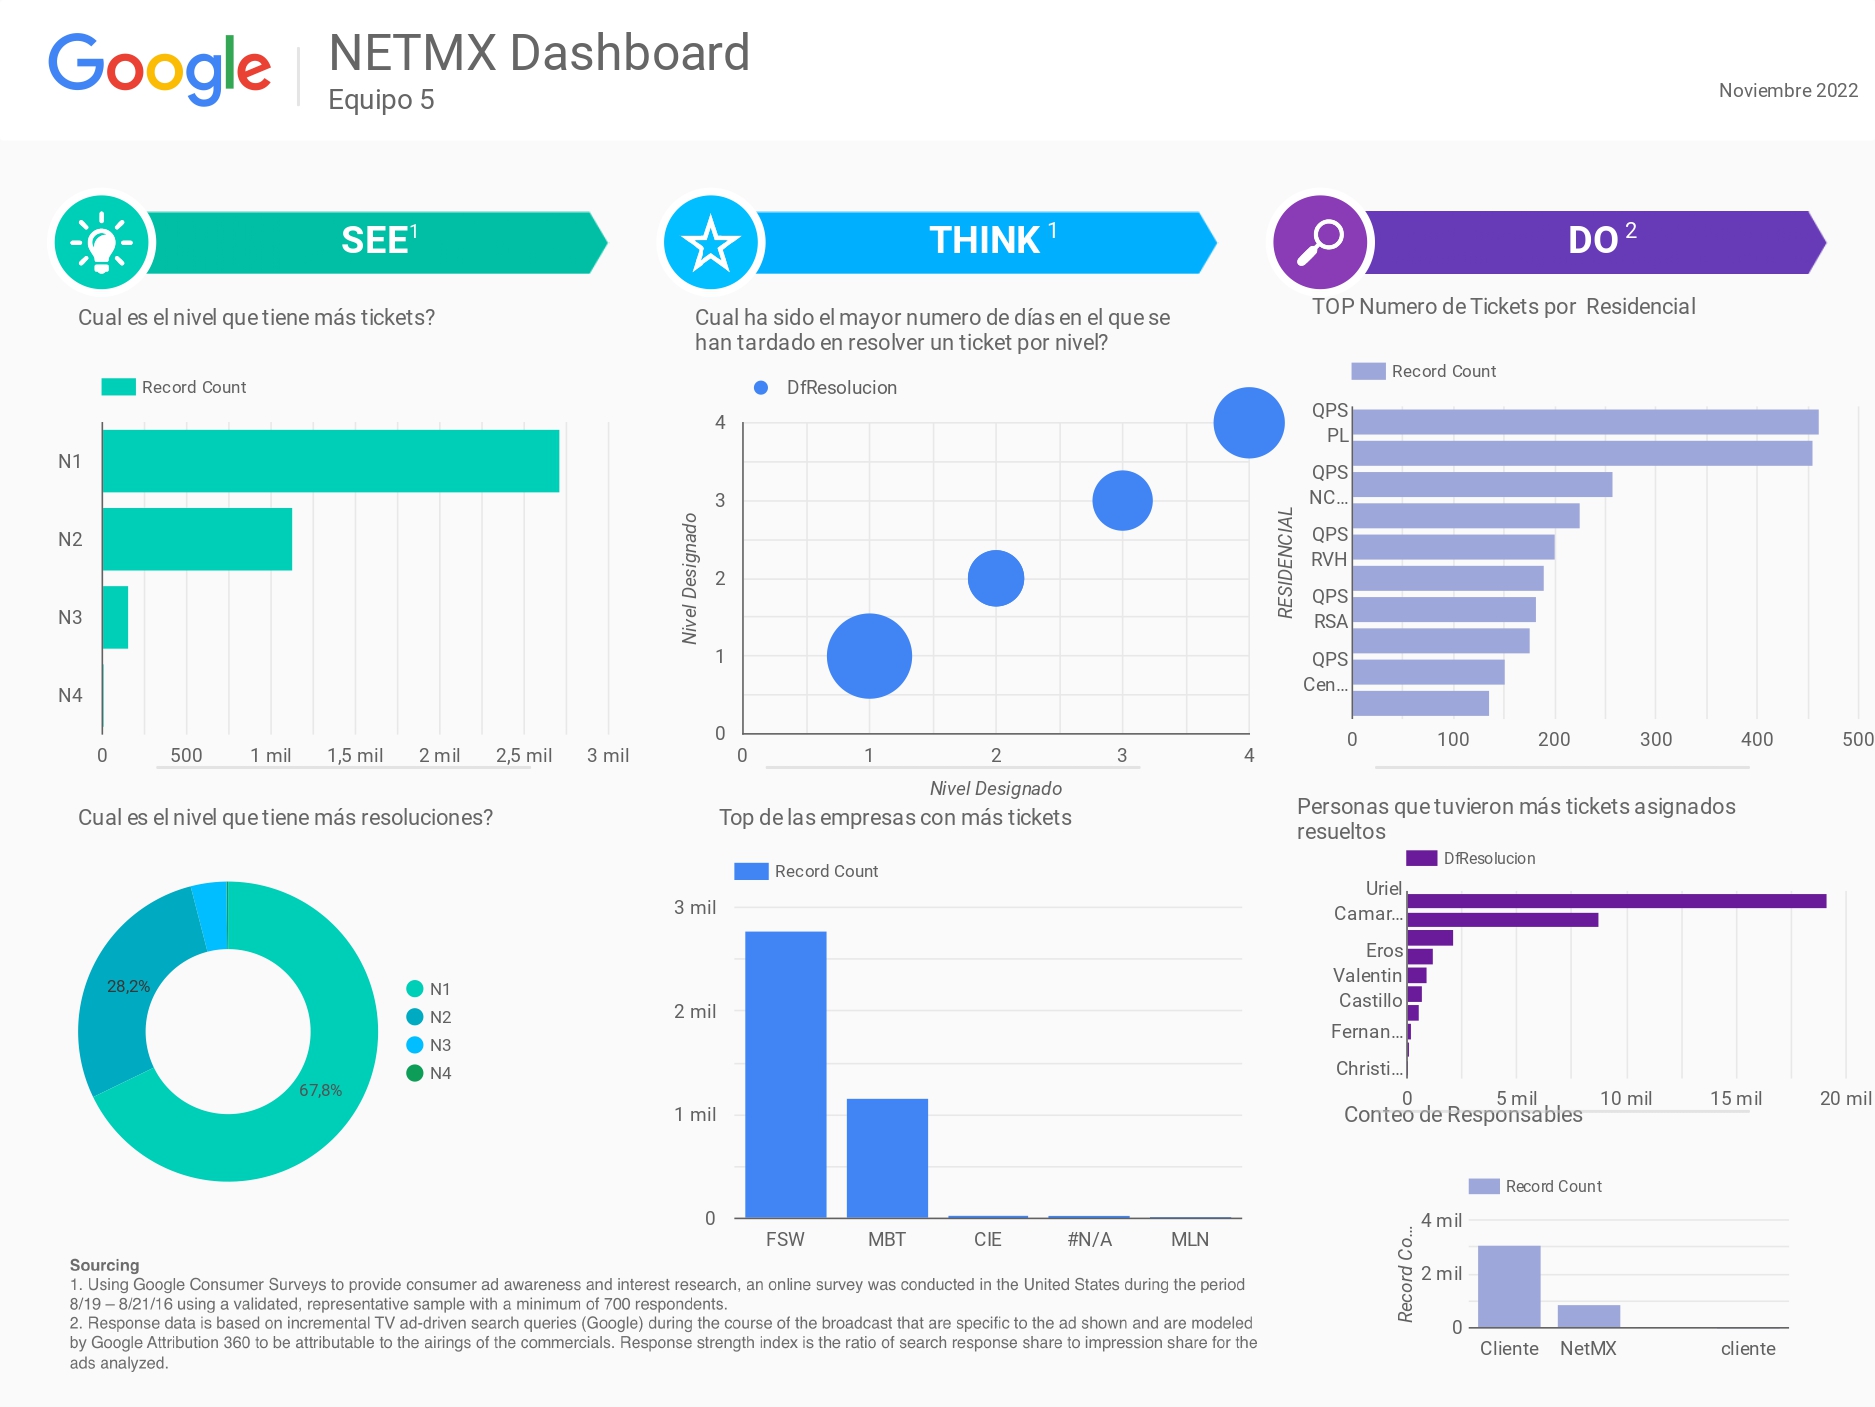 Google
NETMX Dashboard
Equipo 5
Noviembre 2022
SEE1
Cual es el nivel que tiene más tickets?
Record Count
N1
N2
N3
N4
0 500 1 mil 1,5 mil 2 mil 2,5 mil 3 mil
Cual es el nivel que tiene más resoluciones?
28,2%
67,8%
N1
N2
N3
N4
THINK 1
Cual ha sido el mayor numero de días en el que se
han tardado en resolver un ticket por nivel?
DfResolucion
Nivel Designado
4
3
2
1
0
0 1 2 3 4
Nivel Designado
Top de las empresas con más tickets
Record Count
3 mil
2 mil
1 mil
0
FSW MBT CIE #N/A MLN
DO 2
TOP Numero de Tickets por Residencial
Record Count
RESIDENCIAL
QPS
PL
QPS
NC...
QPS
RVH
QPS
RSA
QPS
Cen...
0 100 200 300 400 500
Personas que tuvieron más tickets asignados
resueltos
DfResolucion
Uriel
Camar...
Eros
Valentin
Castillo
Fernan...
Christi...
0 5 mil 10 mil 15 mil 20 mil
Conteo de Responsables
Record Count
Record Co...
4 mil
2 mil
0
Cliente NetMX cliente
Sourcing
1. Using Google Consumer Surveys to provide consumer ad awareness and interest research, an online survey was conducted in the United States during the period
8/19 – 8/21/16 using a validated, representative sample with a minimum of 700 respondents.
2. Response data is based on incremental TV ad-driven search queries (Google) during the course of the broadcast that are specific to the ad shown and are modeled
by Google Attribution 360 to be attributable to the airings of the commercials. Response strength index is the ratio of search response share to impression share for the
ads analyzed.